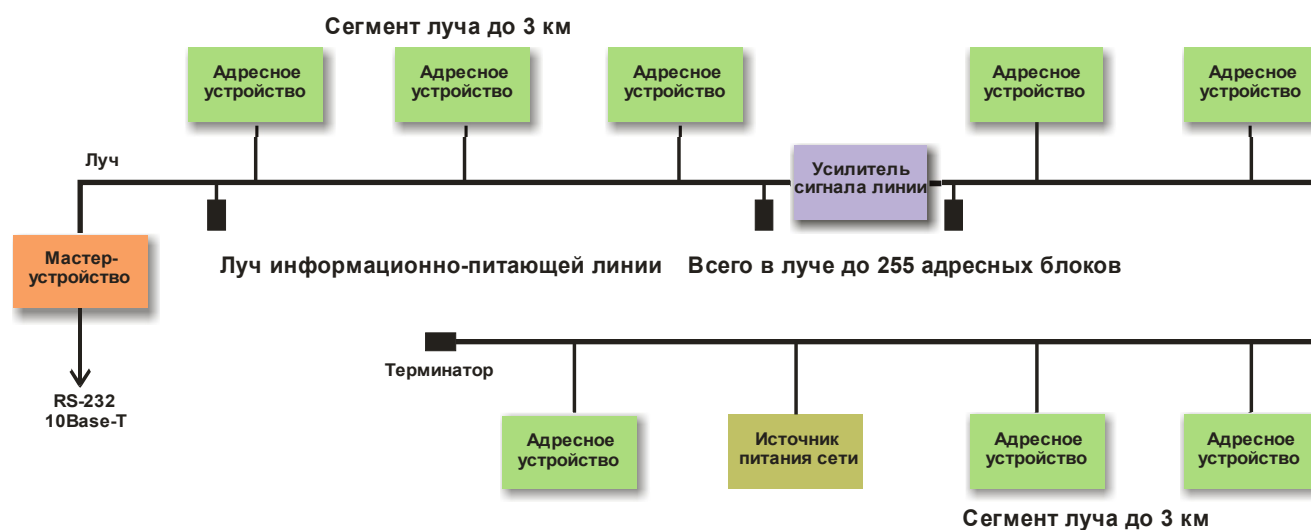 Сегмент луча до 3 км
Адресное
устройство
Адресное
устройство
Адресное
устройство
Адресное
устройство
Адресное
устройство
Луч
Усилитель
сигнала линии
Мастер-
устройство
Луч информационно-питающей линии
Всего в луче до 255 адресных блоков
Терминатор
RS-232
10Base-T
Адресное
устройство
Источник
питания сети
Адресное
устройство
Адресное
устройство
Сегмент луча до 3 км